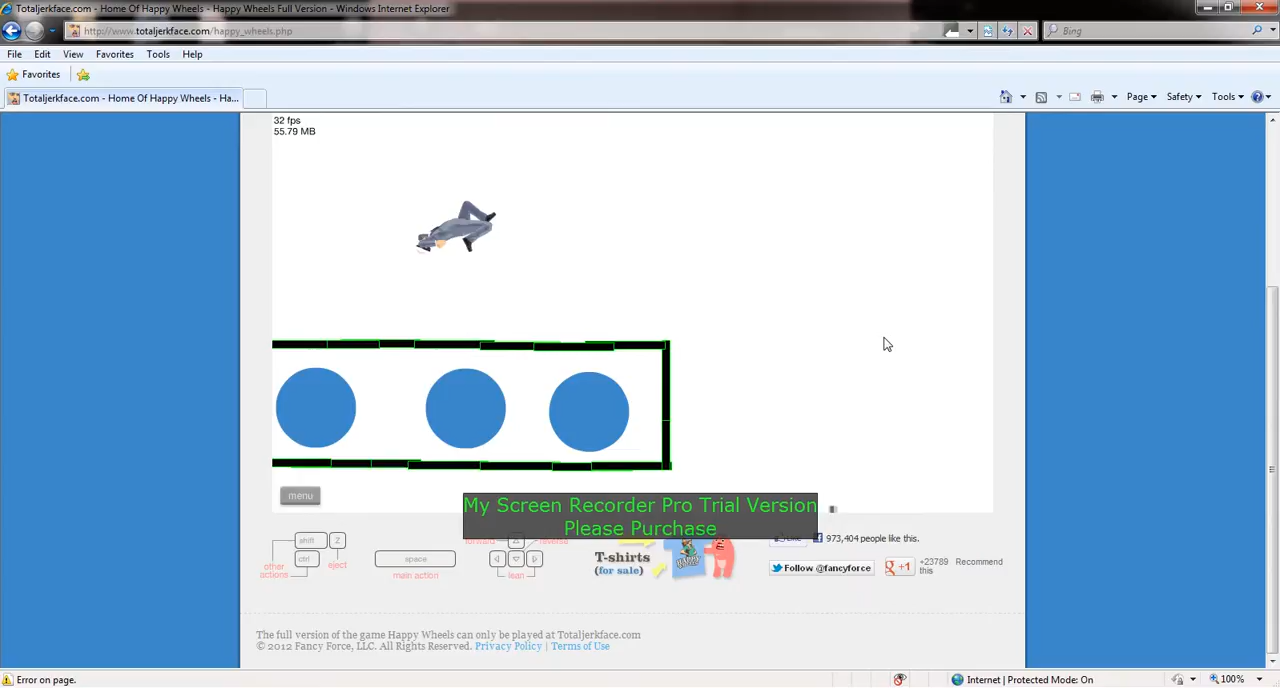 Totaljerkface.com - Home Of Happy Wheels - Happy Wheels Full Version - Windows Internet Explorer
http://www.totaljerkface.com/happy_wheels.php
Bing
File Edit View Favorites Tools Help
Favorites
Totaljerkface.com - Home Of Happy Wheels - Ha...
Page Safety Tools
32 fps
55.79 MB
menu
My Screen Recorder Pro Trial Version
Please Purchase
shift Z
ctrl eject
other
actions
space
main action
forward reverse
lean
T-shirts
(for sale)
973,404 people like this.
Follow @fancyforce
+1
+23789 Recommend
this
The full version of the game Happy Wheels can only be played at Totaljerkface.com
© 2012 Fancy Force, LLC. All Rights Reserved. Privacy Policy | Terms of Use
Error on page.
Internet | Protected Mode: On
100%